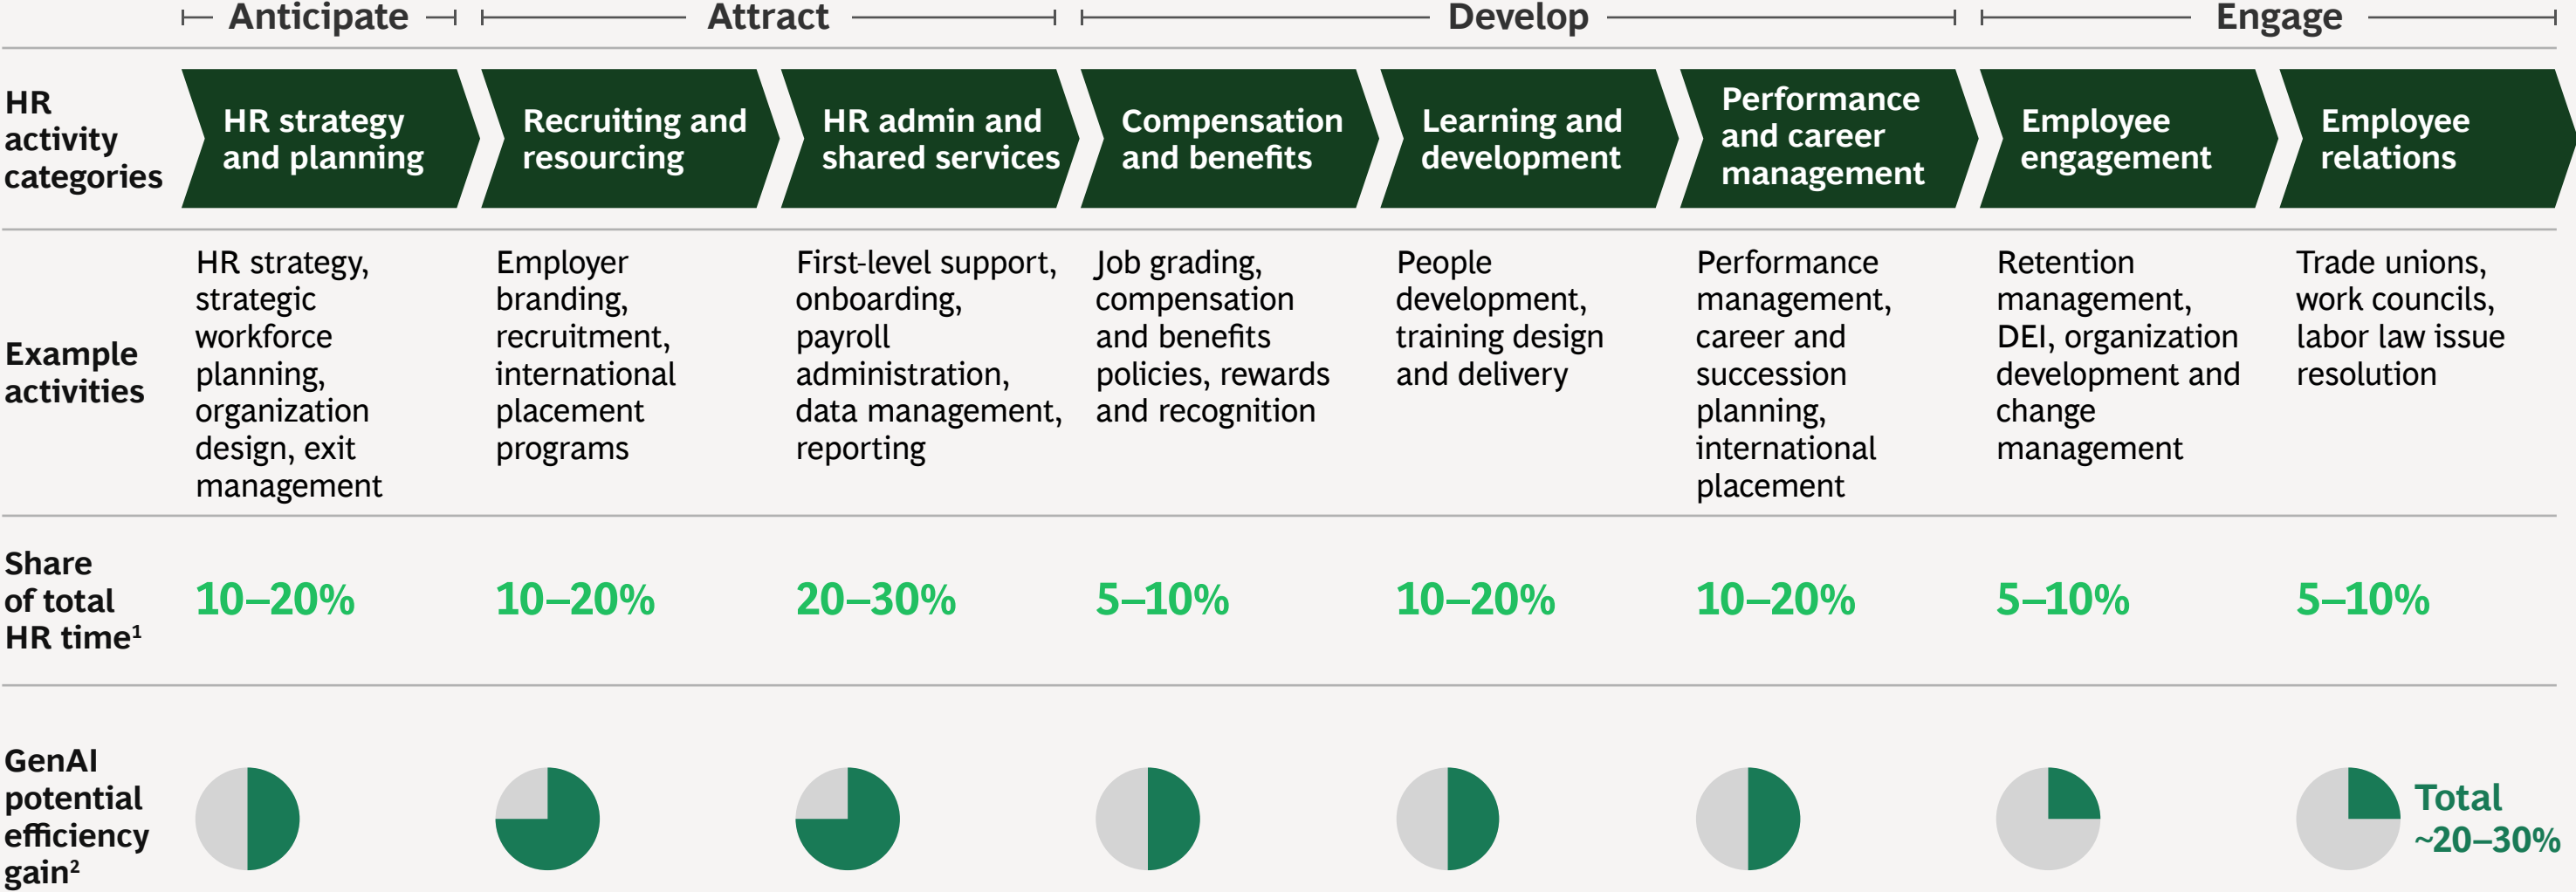 Anticipate
Attract
Develop
Engage
HR
activity
categories
HR strategy
and planning
Recruiting and
resourcing
HR admin and
shared services
Compensation
and benefits
Learning and
development
Performance
and career
management
Employee
engagement
Employee
relations
Example
activities
HR strategy,
strategic
workforce
planning,
organization
design, exit
management
Employer
branding,
recruitment,
international
placement
programs
First-level support,
onboarding,
payroll
administration,
data management,
reporting
Job grading,
compensation
and benefits
policies, rewards
and recognition
People
development,
training design
and delivery
Performance
management,
career and
succession
planning,
international
placement
Retention
management,
DEI, organization
development and
change
management
Trade unions,
work councils,
labor law issue
resolution
Share
of total
HR time¹
10–20%
10–20%
20–30%
5–10%
10–20%
10–20%
5–10%
5–10%
GenAI
potential
efficiency
gain²
Total
~20–30%